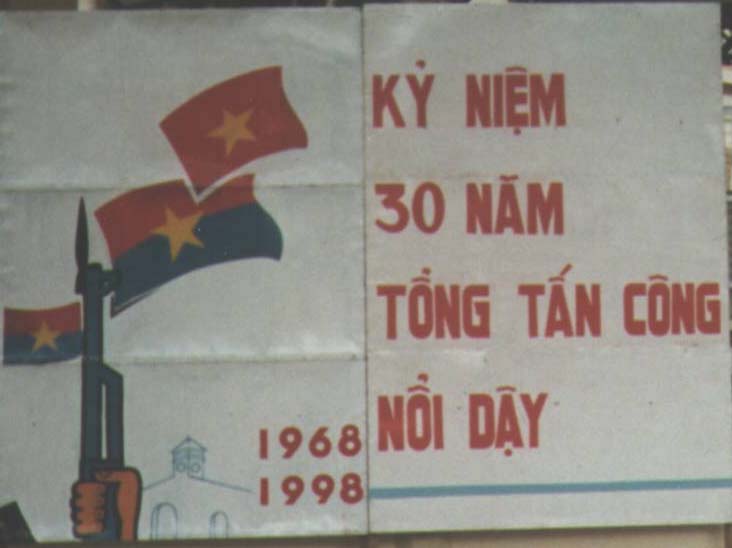 KỶ NIỆM
30 NĂM
TỔNG TẤN CÔNG
NỔI DẬY
1968
1998